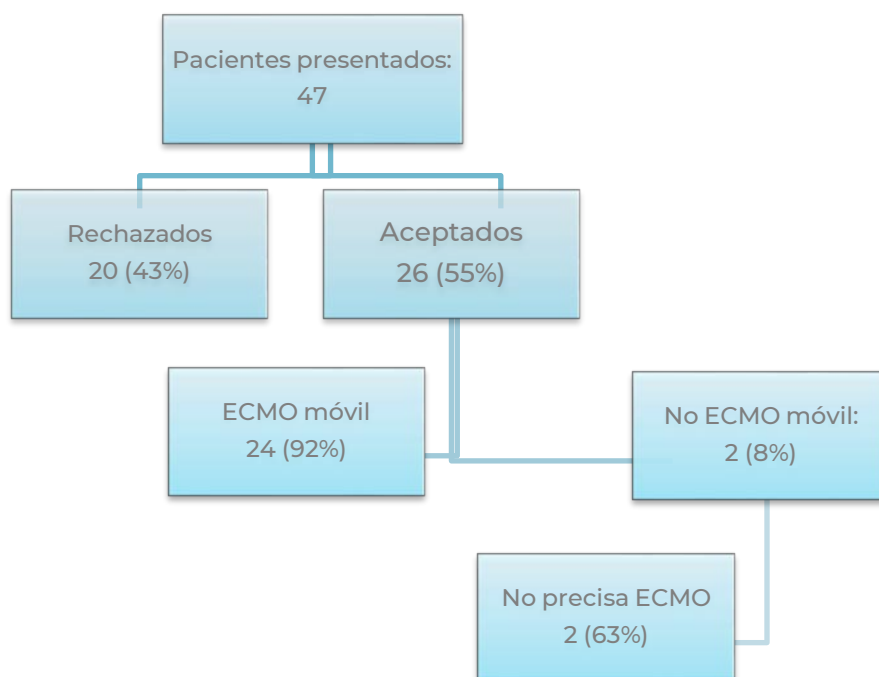 Pacientes presentados:
47
Rechazados
20 (43%)
Aceptados
26 (55%)
ECMO móvil
24 (92%)
No ECMO móvil:
2 (8%)
No precisa ECMO
2 (63%)